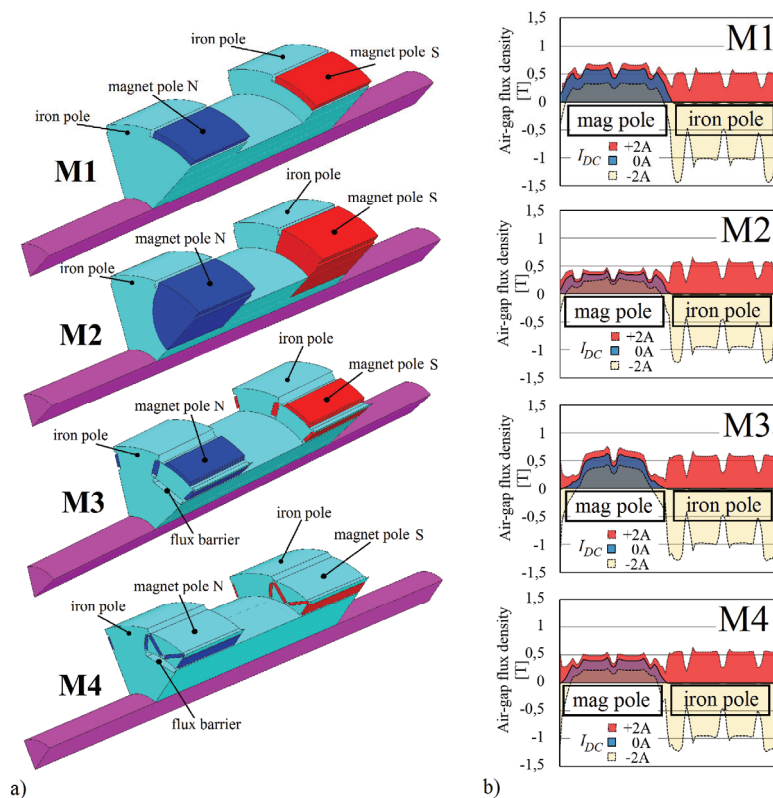 iron pole
magnet pole S
magnet pole N
iron pole
M1
iron pole
magnet pole S
magnet pole N
iron pole
M2
iron pole
magnet pole S
magnet pole N
iron pole
M3
flux barrier
iron pole
magnet pole S
magnet pole N
iron pole
M4
flux barrier
a)
1,5
1
0,5
0
-0,5
-1
-1,5
Air-gap flux density
[T]
M1
mag pole
iron pole
I_DC
+2A
0A
-2A
1,5
1
0,5
0
-0,5
-1
-1,5
Air-gap flux density
[T]
M2
mag pole
iron pole
I_DC
+2A
0A
-2A
1,5
1
0,5
0
-0,5
-1
-1,5
Air-gap flux density
[T]
M3
mag pole
iron pole
I_DC
+2A
0A
-2A
1,5
1
0,5
0
-0,5
-1
-1,5
Air-gap flux density
[T]
M4
mag pole
iron pole
I_DC
+2A
0A
-2A
b)